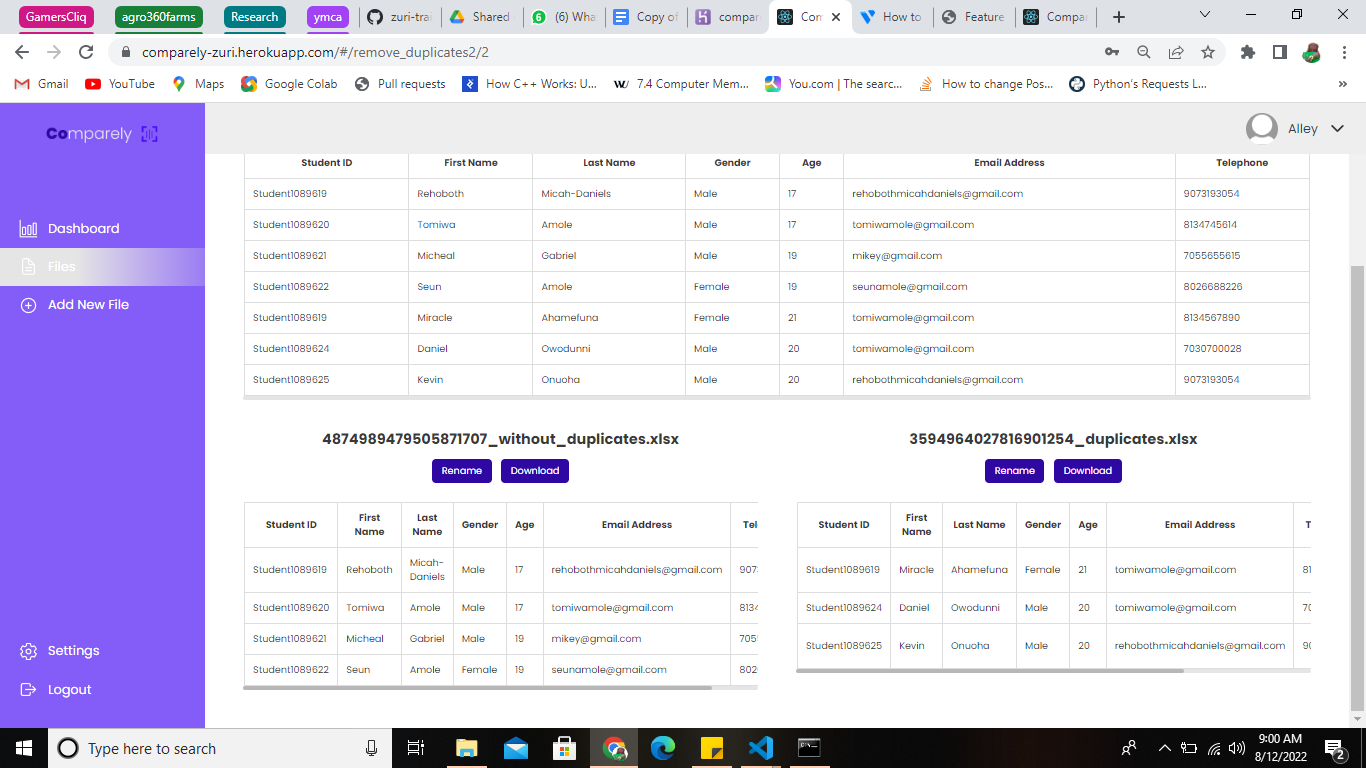 GamersCliq agro360farms Research ymca zuri-trai Shared (6) Wha Copy of compar Com How to Feature Compar
comparely-zuri.herokuapp.com/#/remove_duplicates2/2
Gmail YouTube Maps Google Colab Pull requests How C++ Works: U... 7.4 Computer Mem... You.com | The searc... How to change Pos... Python's Requests L... »
Comparely
Alley
Dashboard
Files
Add New File
Settings
Logout
Student ID First Name Last Name Gender Age Email Address Telephone
Student1089619 Rehoboth Micah-Daniels Male 17 rehobothmicahdaniels@gmail.com 9073193054
Student1089620 Tomiwa Amole Male 17 tomiwamole@gmail.com 8134745614
Student1089621 Micheal Gabriel Male 19 mikey@gmail.com 7055655615
Student1089622 Seun Amole Female 19 seunamole@gmail.com 8026688226
Student1089619 Miracle Ahamefuna Female 21 tomiwamole@gmail.com 8134567890
Student1089624 Daniel Owodunni Male 20 tomiwamole@gmail.com 7030700028
Student1089625 Kevin Onuoha Male 20 rehobothmicahdaniels@gmail.com 9073193054
4874989479505871707_without_duplicates.xlsx
Rename Download
Student ID First Name Last Name Gender Age Email Address Tel
Student1089619 Rehoboth Micah-Daniels Male 17 rehobothmicahdaniels@gmail.com 907
Student1089620 Tomiwa Amole Male 17 tomiwamole@gmail.com 8134
Student1089621 Micheal Gabriel Male 19 mikey@gmail.com 705
Student1089622 Seun Amole Female 19 seunamole@gmail.com 802
3594964027816901254_duplicates.xlsx
Rename Download
Student ID First Name Last Name Gender Age Email Address T
Student1089619 Miracle Ahamefuna Female 21 tomiwamole@gmail.com 81
Student1089624 Daniel Owodunni Male 20 tomiwamole@gmail.com 70
Student1089625 Kevin Onuoha Male 20 rehobothmicahdaniels@gmail.com 90
Type here to search
9:00 AM
8/12/2022
2